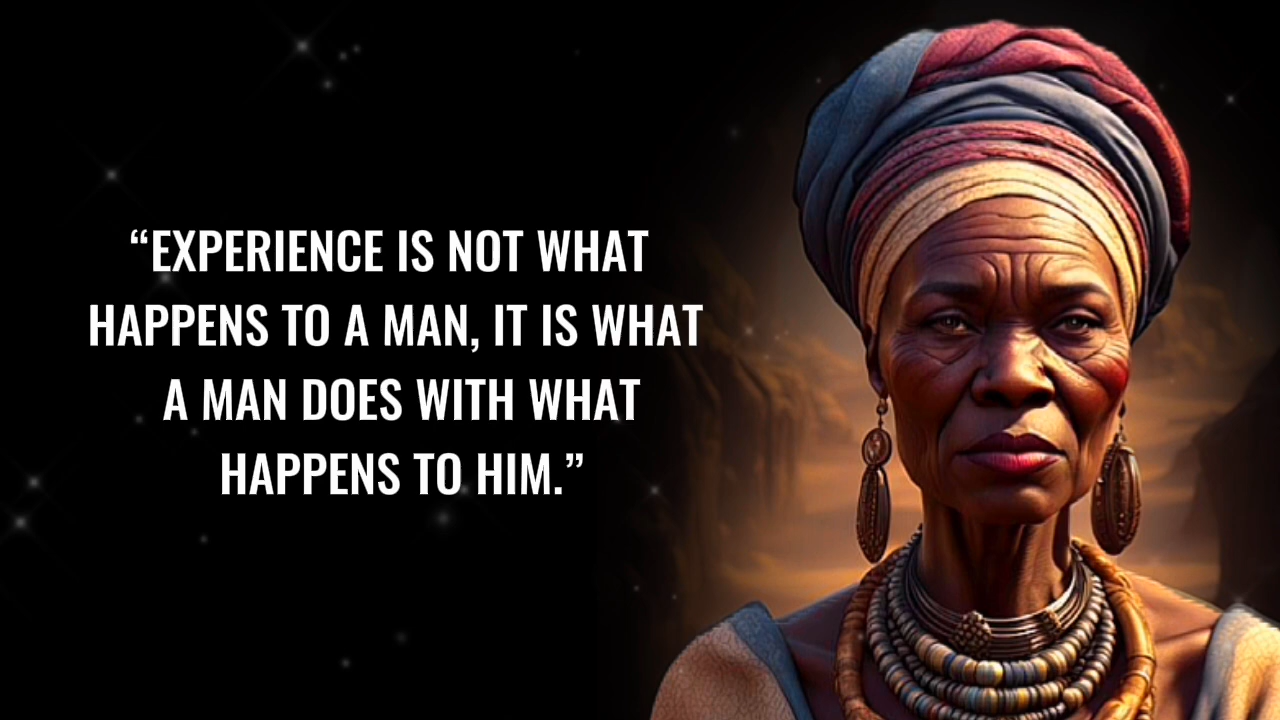 “EXPERIENCE IS NOT WHAT
HAPPENS TO A MAN, IT IS WHAT
A MAN DOES WITH WHAT
HAPPENS TO HIM.”